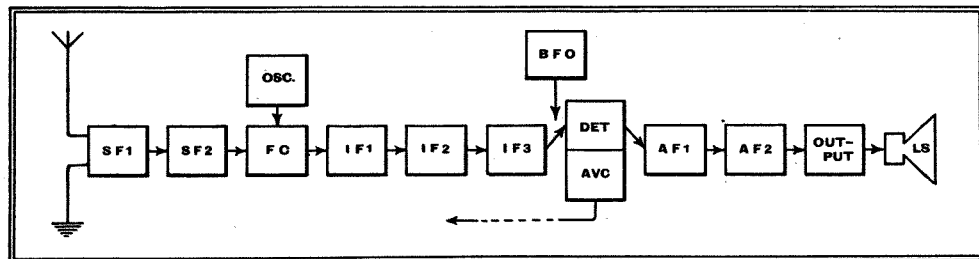 BFO
OSC.
SF1
SF2
FC
IF1
IF2
IF3
DET
AVC
AF1
AF2
OUT-
PUT
LS